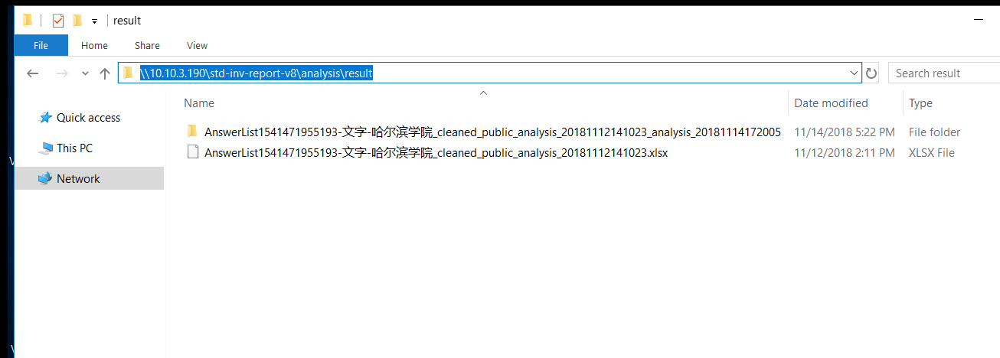 result
File Home Share View
\\10.10.3.190\std-inv-report-v8\analysis\result Search result
Name Date modified Type
Quick access
AnswerList1541471955193-文字-哈尔滨学院_cleaned_public_analysis_20181112141023_analysis_20181114172005 11/14/2018 5:22 PM File folder
This PC
AnswerList1541471955193-文字-哈尔滨学院_cleaned_public_analysis_20181112141023.xlsx 11/12/2018 2:11 PM XLSX File
Network